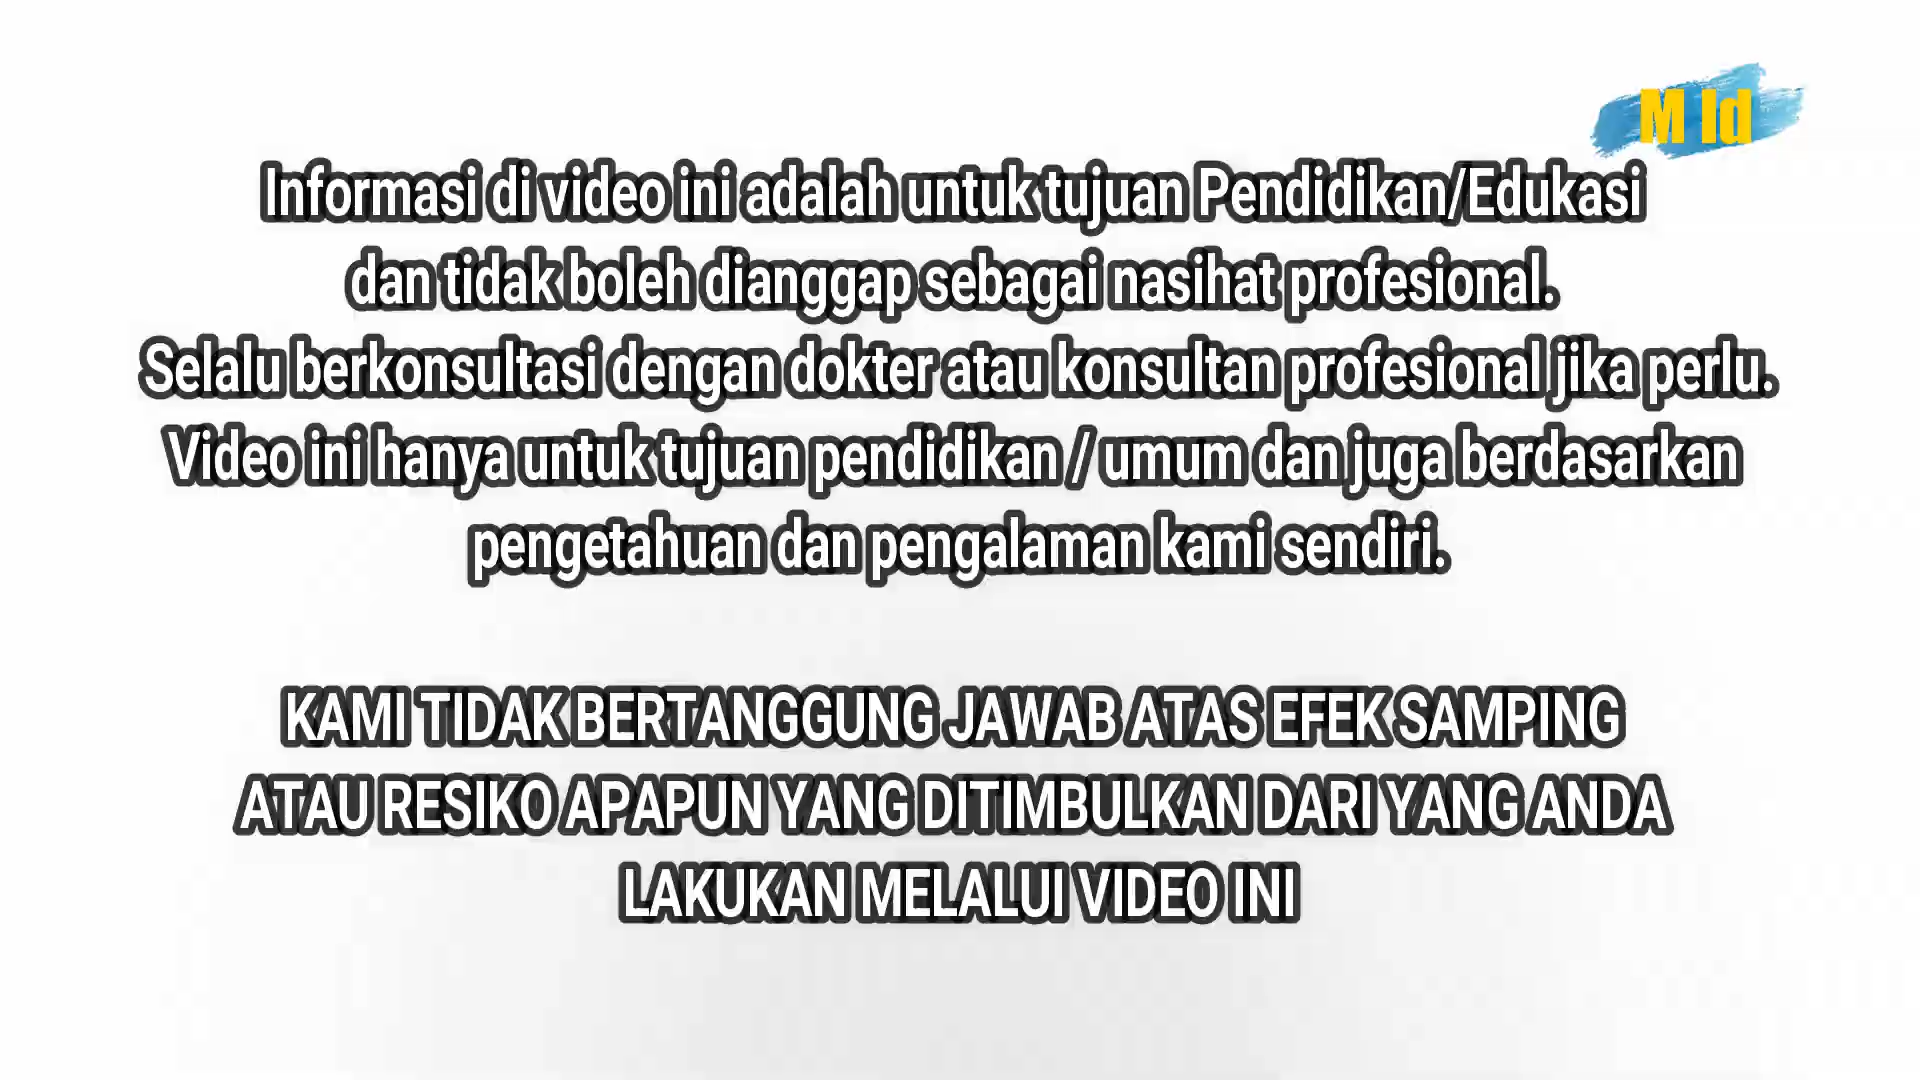 M Id
Informasi di video ini adalah untuk tujuan Pendidikan/Edukasi
dan tidak boleh dianggap sebagai nasihat profesional.
Selalu berkonsultasi dengan dokter atau konsultan profesional jika perlu.
Video ini hanya untuk tujuan pendidikan / umum dan juga berdasarkan
pengetahuan dan pengalaman kami sendiri.
KAMI TIDAK BERTANGGUNG JAWAB ATAS EFEK SAMPING
ATAU RESIKO APAPUN YANG DITIMBULKAN DARI YANG ANDA
LAKUKAN MELALUI VIDEO INI